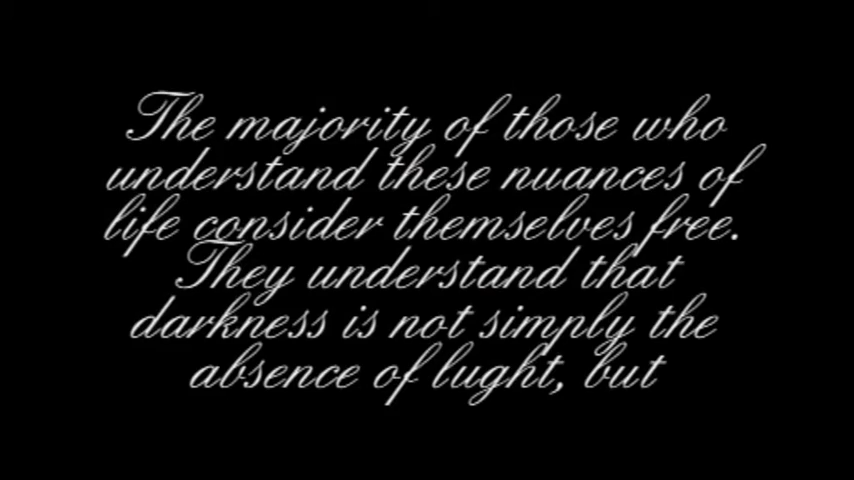 The majority of those who
understand these nuances of
life consider themselves free.
They understand that
darkness is not simply the
absence of lught, but